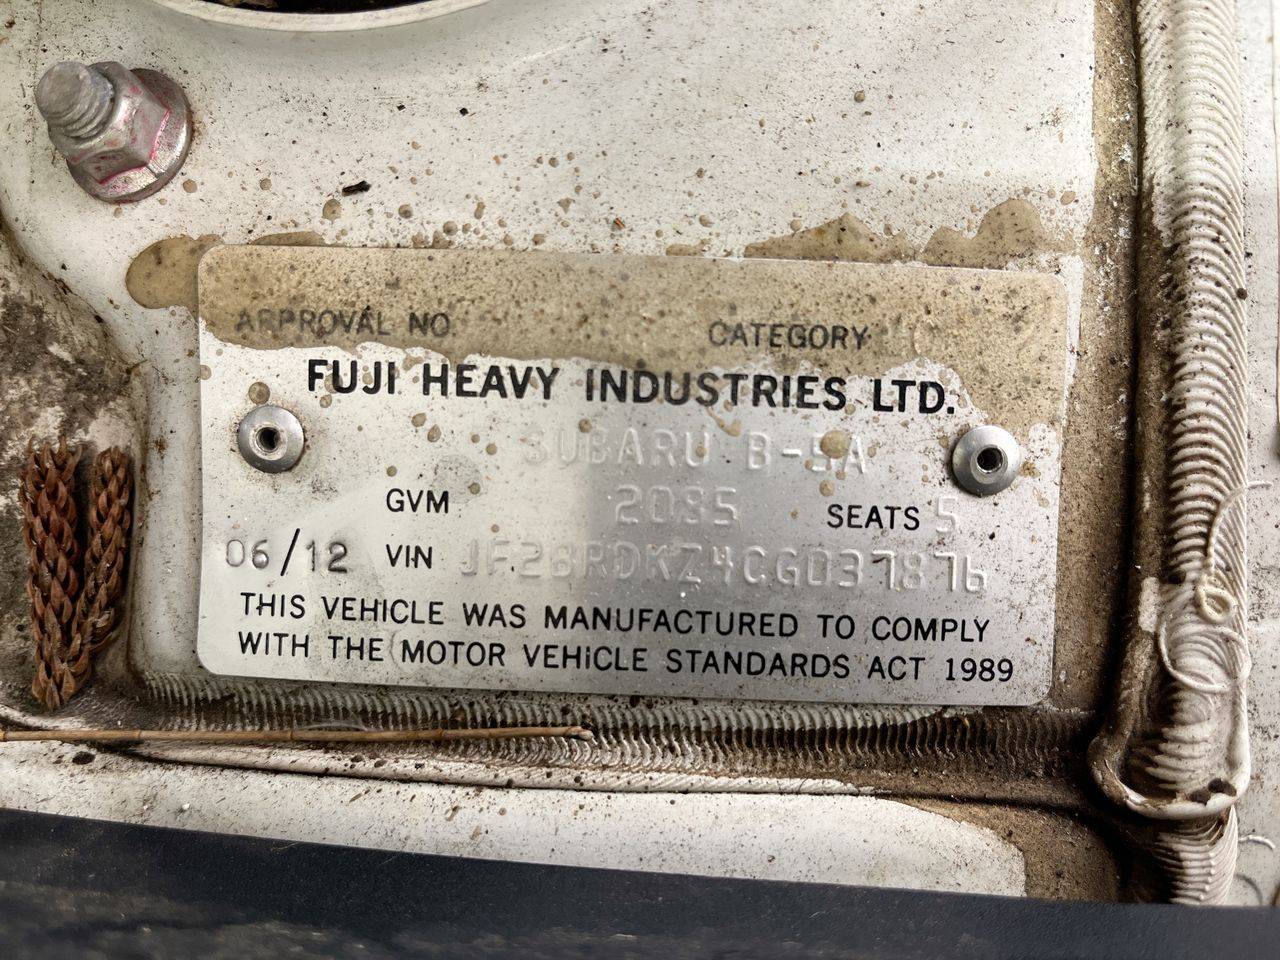 APPROVAL NO. CATEGORY
FUJI HEAVY INDUSTRIES LTD.
SUBARU B-5A
GVM 2085 SEATS 5
06/12 VIN JF2BRDKZ4CG037876
THIS VEHICLE WAS MANUFACTURED TO COMPLY
WITH THE MOTOR VEHICLE STANDARDS ACT 1989